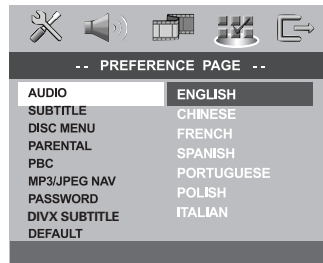 -- PREFERENCE PAGE --
AUDIO
SUBTITLE
DISC MENU
PARENTAL
PBC
MP3/JPEG NAV
PASSWORD
DIVX SUBTITLE
DEFAULT
ENGLISH
CHINESE
FRENCH
SPANISH
PORTUGUESE
POLISH
ITALIAN